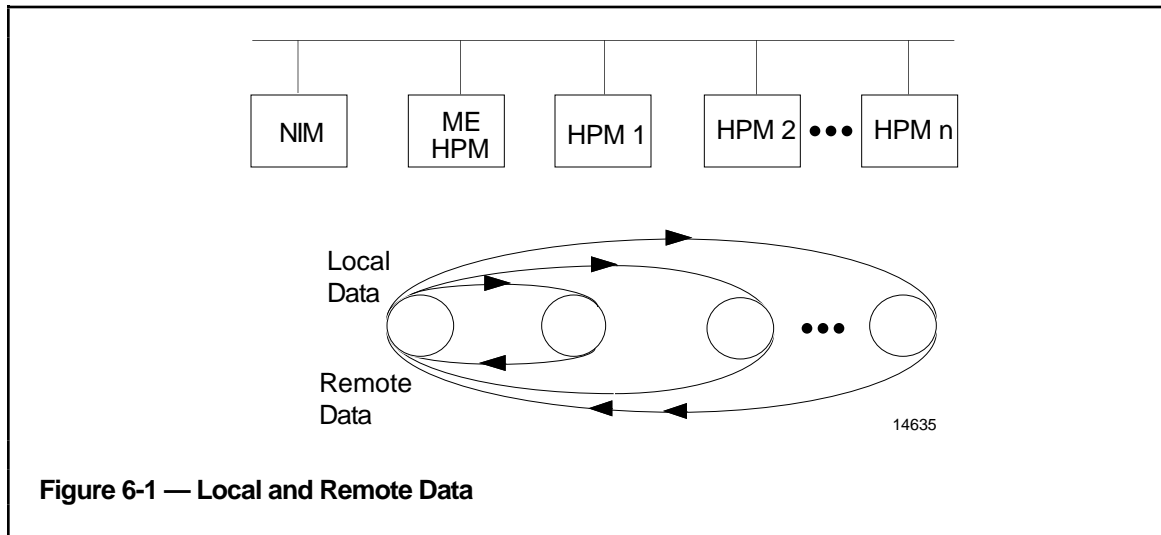 NIM
ME
HPM
HPM 1
HPM 2
HPM n
Local
Data
Remote
Data
14635
Figure 6-1 — Local and Remote Data